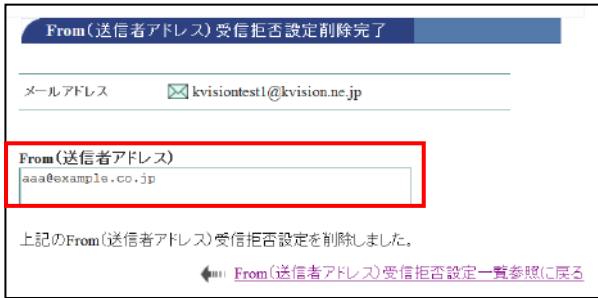 From(送信者アドレス)受信拒否設定削除完了
メールアドレス kvisiontest1@kvision.ne.jp
From(送信者アドレス)
aaa@example.co.jp
上記のFrom(送信者アドレス)受信拒否設定を削除しました。
From(送信者アドレス)受信拒否設定一覧参照に戻る